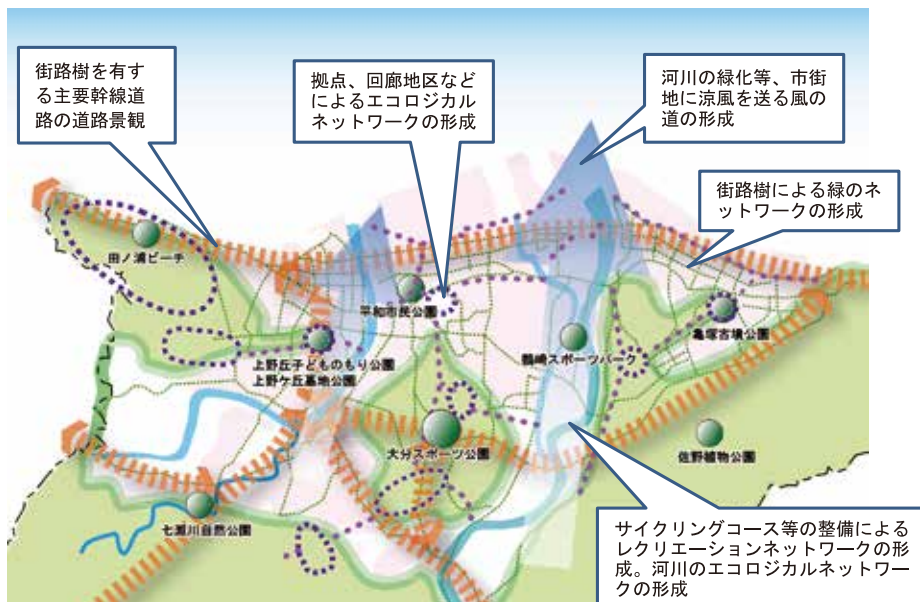 街路樹を有す
る主要幹線道
路の道路景観
拠点、回廊地区など
によるエコロジカル
ネットワークの形成
河川の緑化等、市街
地に涼風を送る風の
道の形成
街路樹による緑のネ
ットワークの形成
田ノ浦ビーチ
平和市民公園
亀塚古墳公園
上野丘子どものもり公園
上野ケ丘墓地公園
鶴崎スポーツパーク
大分スポーツ公園
佐野植物公園
七瀬川自然公園
サイクリングコース等の整備による
レクリエーションネットワークの形
成。河川のエコロジカルネットワー
クの形成